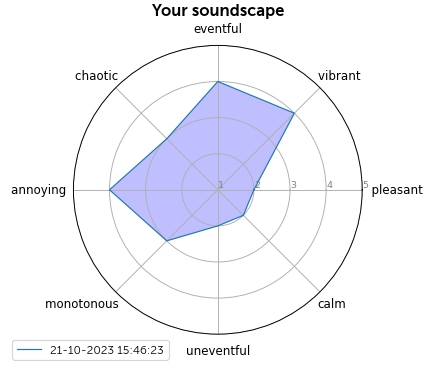 Your soundscape
eventful
chaotic
vibrant
annoying
1 2 3 4 5
pleasant
monotonous
calm
21-10-2023 15:46:23
uneventful